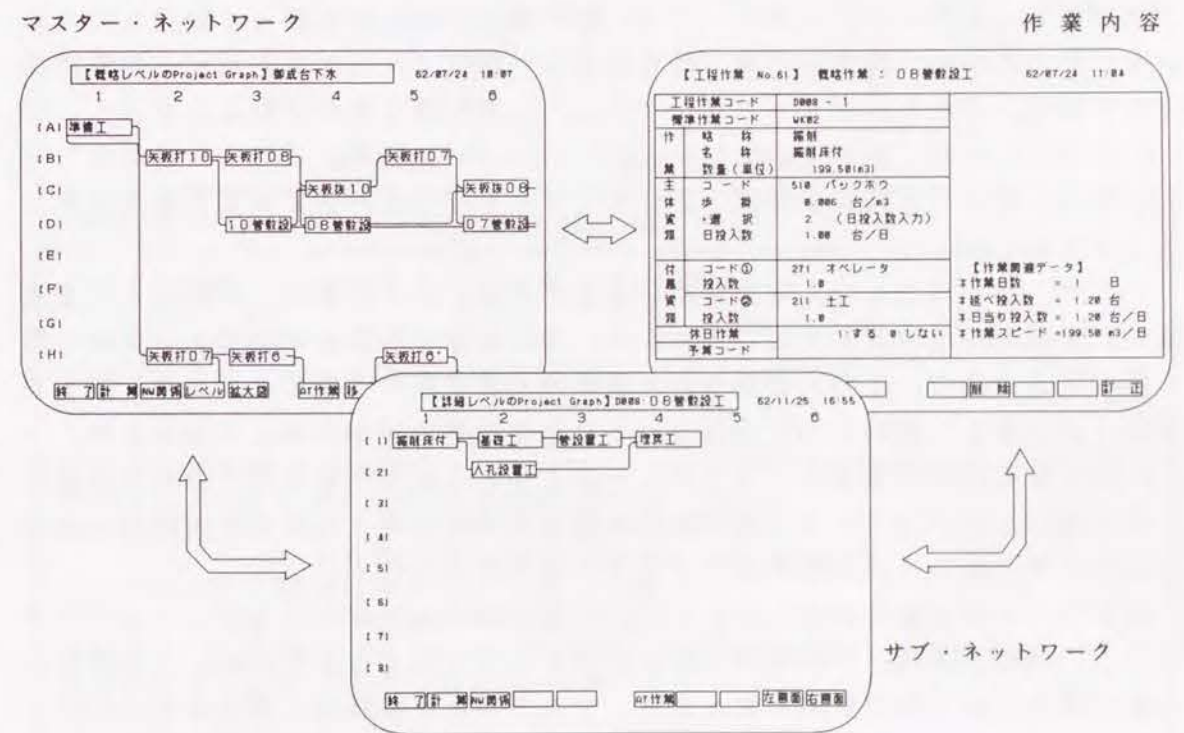 マスター・ネットワーク
作業内容
【概略レベルのProject Graph】御成台下水 62/07/24 10:07
1 2 3 4 5 6
[A] 準備工
[B] 矢板打10 矢板打08 矢板打07
[C] 矢板抜10 矢板抜08
[D] 10管敷設 08管敷設 07管敷設
[E]
[F]
[G]
[H] 矢板打07 矢板打6 矢板打6'
終了 計算 NW関係 レベル 拡大図 or作業 移
【工程作業 No.61】 概略作業 : 08管敷設工 62/07/24 11:04
工程作業コード D008 - 1
標準作業コード WK02
作 略称 掘削
名称 掘削床付
業 数量(単位) 199.50(m3)
主 コード 510 バックホウ
体 歩掛 0.006 台/m3
資 *選択 2 (日投入数入力)
源 日投入数 1.00 台/日
付 コード① 271 オペレータ
属 投入数 1.0
資 コード② 211 土工
源 投入数 1.0
休日作業 1:する 0:しない
予算コード
【作業関連データ】
*作業日数 = 1 日
*延べ投入数 = 1.20 台
*日当り投入数 = 1.20 台/日
*作業スピード =199.50 m3/日
削除 訂正
【詳細レベルのProject Graph】D008:08管敷設工 62/11/25 16:55
1 2 3 4 5 6
[1] 掘削床付 基礎工 管設置工 埋戻工
[2] 人孔設置工
[3]
[4]
[5]
[6]
[7]
[8]
終了 計算 NW関係 or作業 左画面 右画面
サブ・ネットワーク